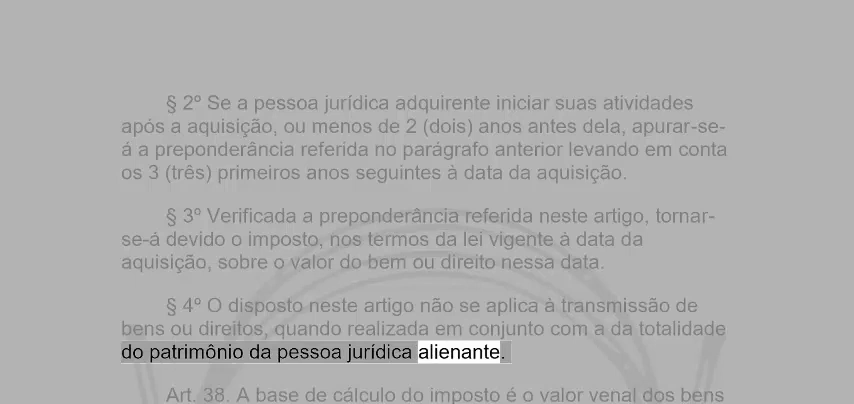 § 2º Se a pessoa jurídica adquirente iniciar suas atividades
após a aquisição, ou menos de 2 (dois) anos antes dela, apurar-se-
á a preponderância referida no parágrafo anterior levando em conta
os 3 (três) primeiros anos seguintes à data da aquisição.
§ 3º Verificada a preponderância referida neste artigo, tornar-
se-á devido o imposto, nos termos da lei vigente à data da
aquisição, sobre o valor do bem ou direito nessa data.
§ 4º O disposto neste artigo não se aplica à transmissão de
bens ou direitos, quando realizada em conjunto com a da totalidade
do patrimônio da pessoa jurídica alienante.
Art. 38. A base de cálculo do imposto é o valor venal dos bens